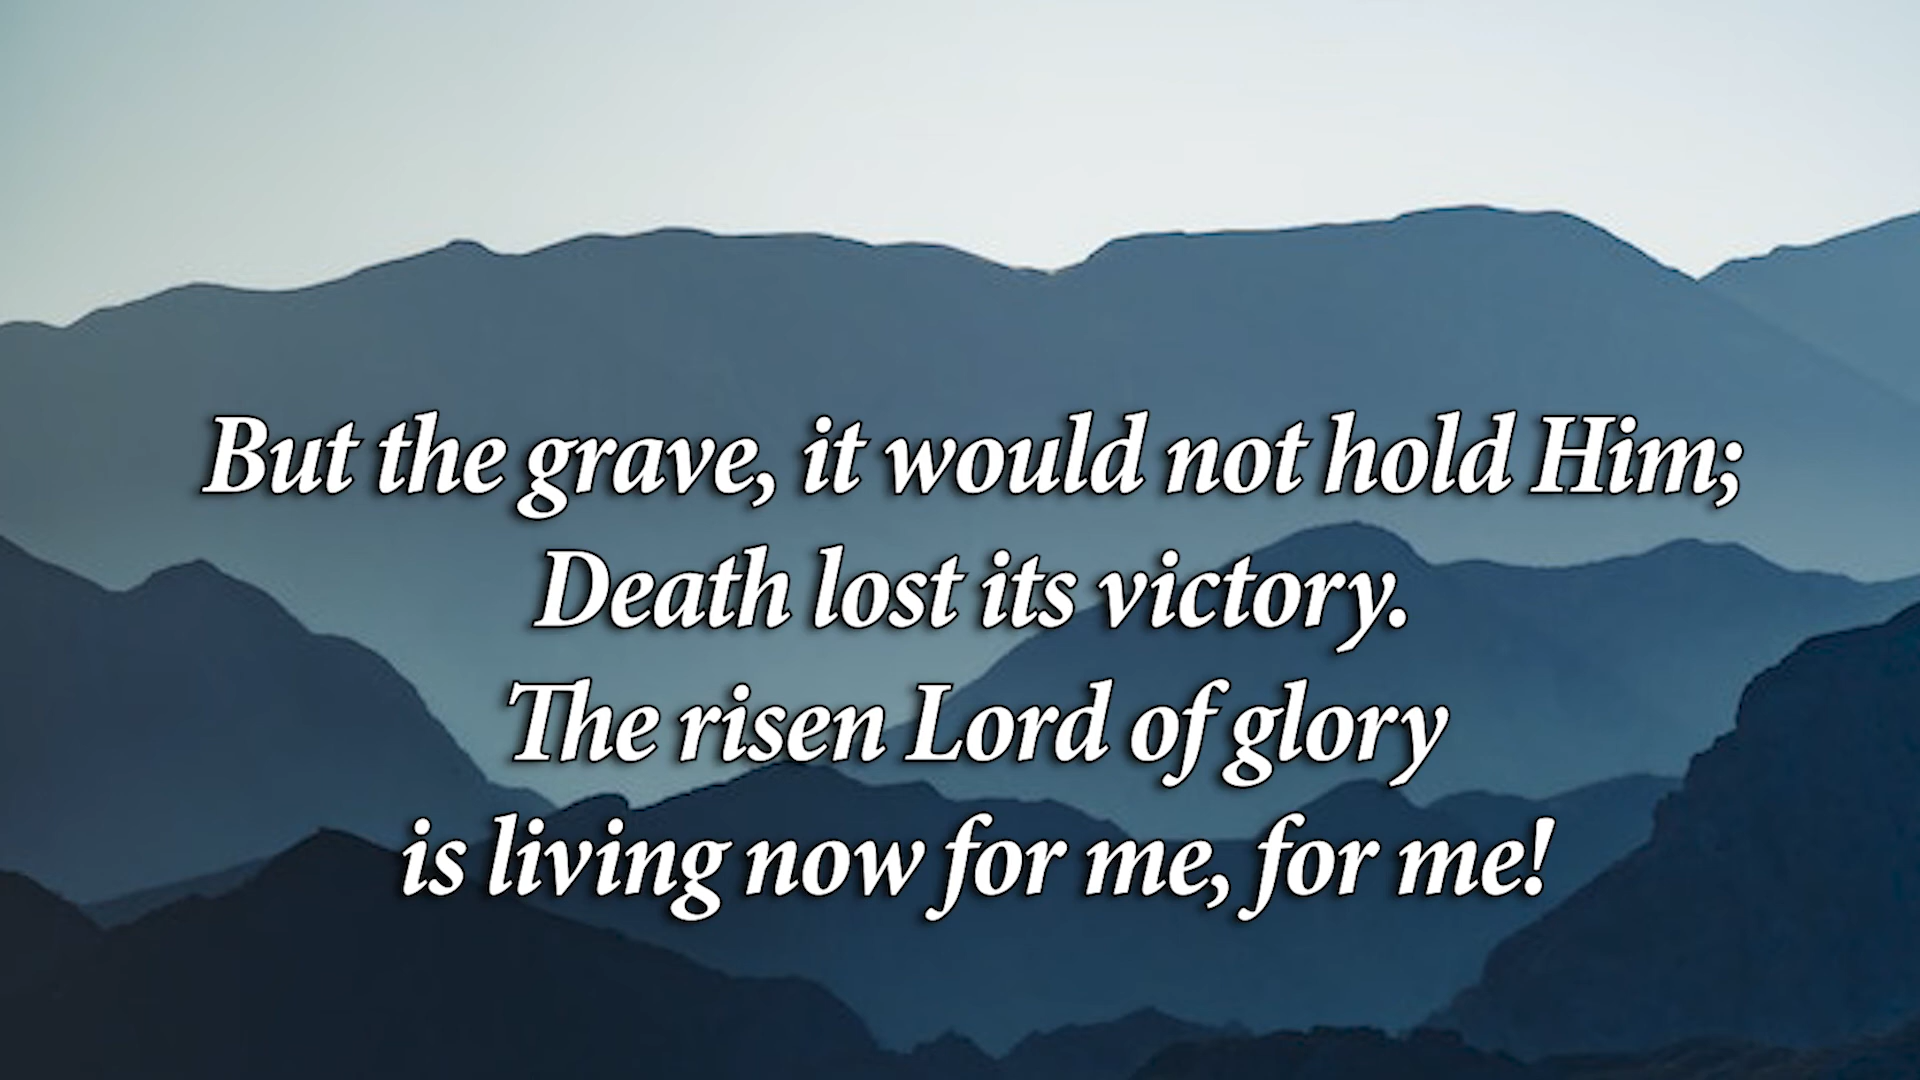 But the grave, it would not hold Him;
Death lost its victory.
The risen Lord of glory
is living now for me, for me!